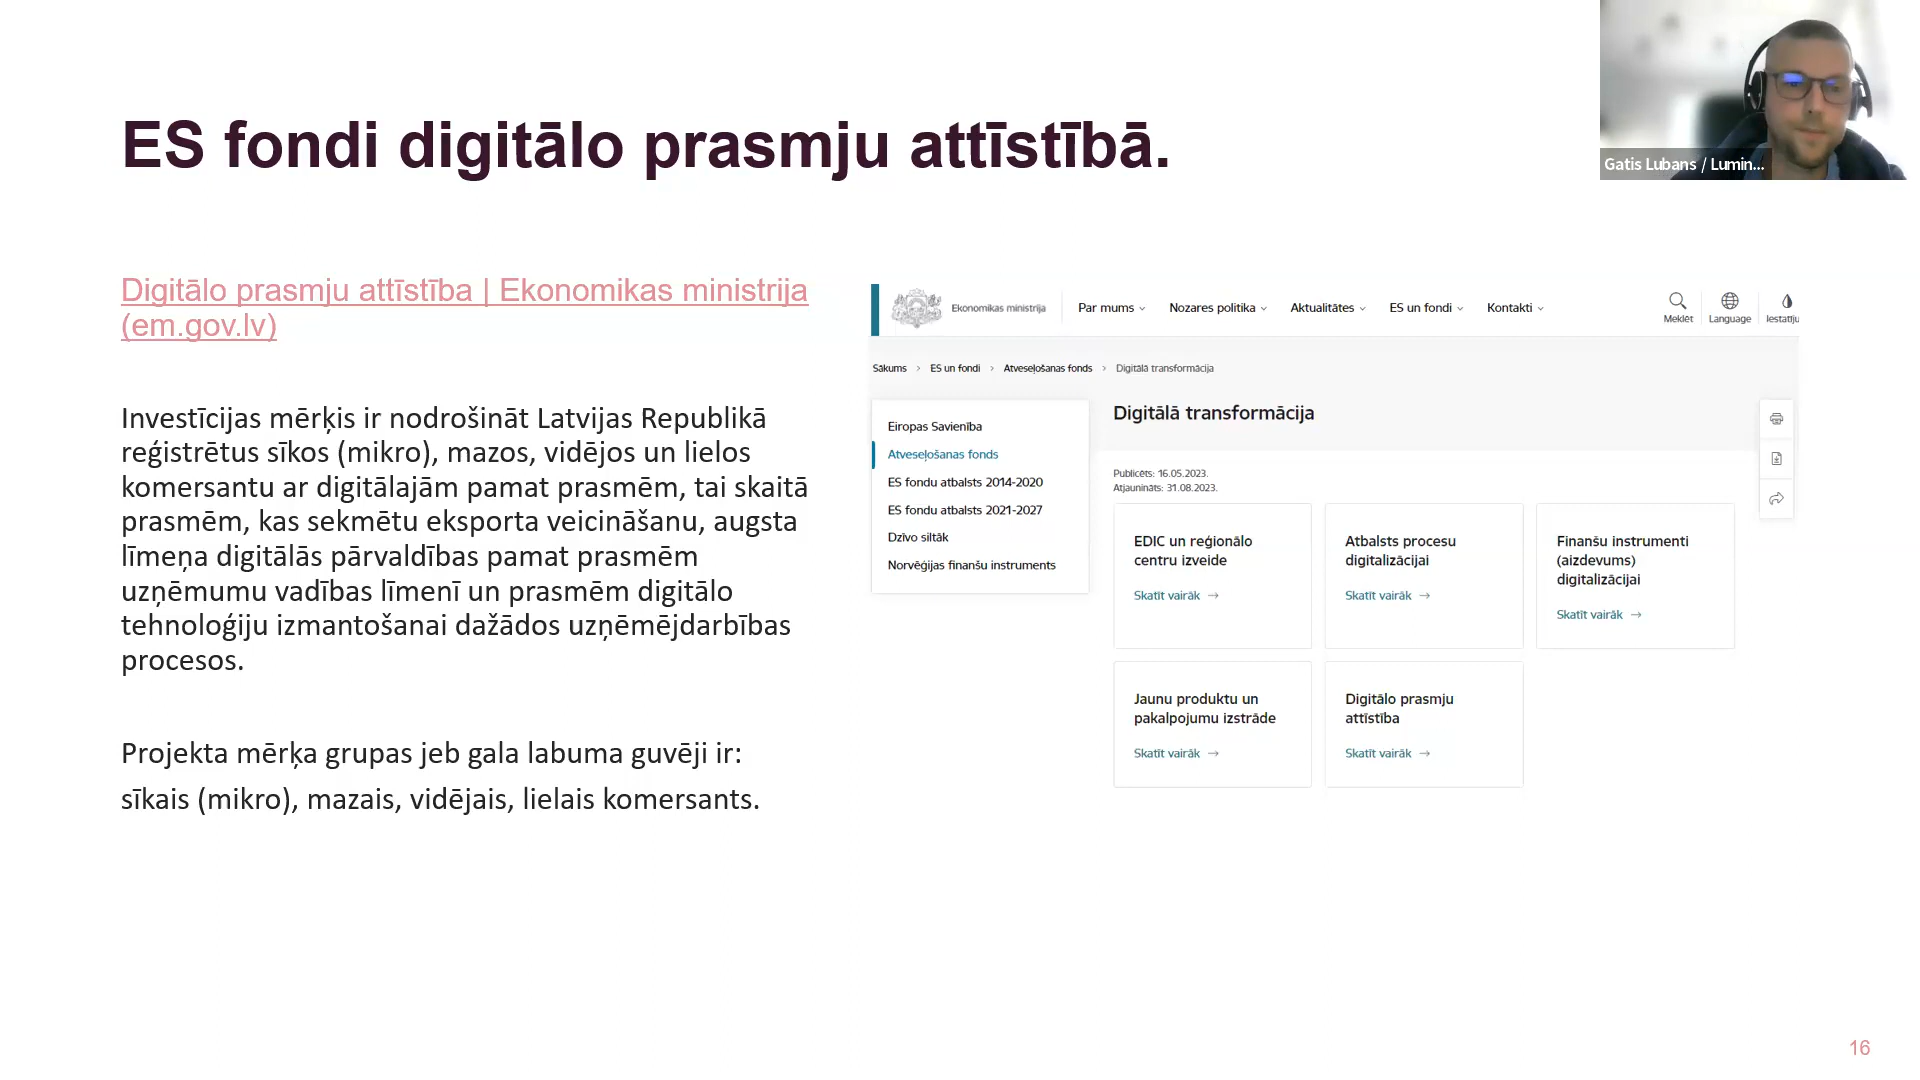 ES fondi digitālo prasmju attīstībā.
Gatis Lubans / Lumin...
Digitālo prasmju attīstība | Ekonomikas ministrija
(em.gov.lv)
Investīcijas mērķis ir nodrošināt Latvijas Republikā
reģistrētus sīkos (mikro), mazos, vidējos un lielos
komersantu ar digitālajām pamat prasmēm, tai skaitā
prasmēm, kas sekmētu eksporta veicināšanu, augsta
līmeņa digitālās pārvaldības pamat prasmēm
uzņēmumu vadības līmenī un prasmēm digitālo
tehnoloģiju izmantošanai dažādos uzņēmējdarbības
procesos.
Projekta mērķa grupas jeb gala labuma guvēji ir:
sīkais (mikro), mazais, vidējais, lielais komersants.
Ekonomikas ministrija
Par mums
Nozares politika
Aktualitātes
ES un fondi
Kontakti
Meklēt
Language
Iestatīju
Sākums > ES un fondi > Atveseļošanas fonds > Digitālā transformācija
Eiropas Savienība
Atveseļošanas fonds
ES fondu atbalsts 2014-2020
ES fondu atbalsts 2021-2027
Dzīvo siltāk
Norvēģijas finanšu instruments
Digitālā transformācija
Publicēts: 16.05.2023.
Atjaunināts: 31.08.2023.
EDIC un reģionālo
centru izveide
Skatīt vairāk →
Atbalsts procesu
digitalizācijai
Skatīt vairāk →
Finanšu instrumenti
(aizdevums)
digitalizācijai
Skatīt vairāk →
Jaunu produktu un
pakalpojumu izstrāde
Skatīt vairāk →
Digitālo prasmju
attīstība
Skatīt vairāk →
16